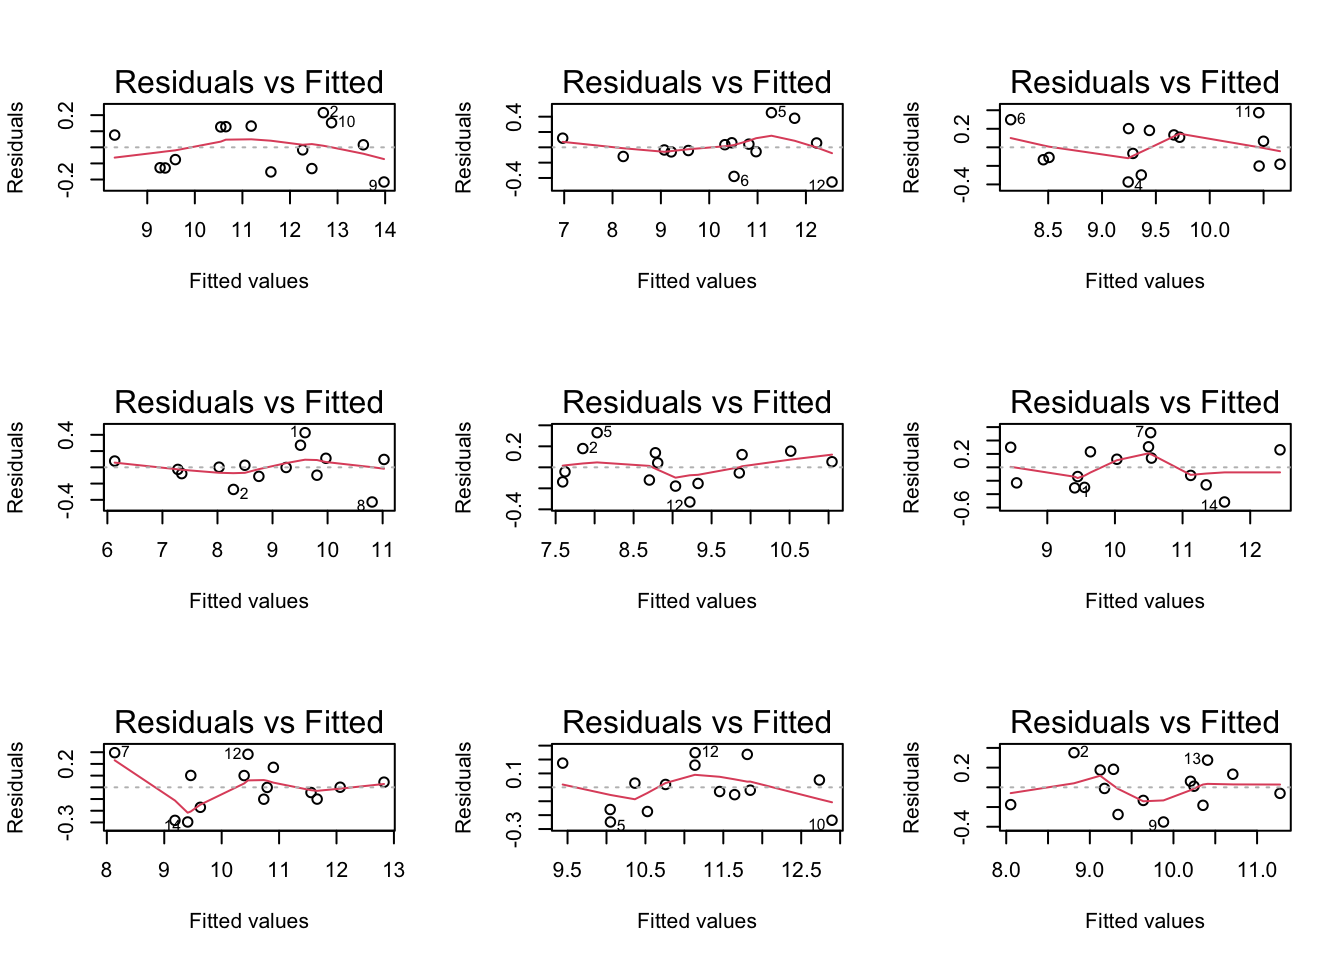 Residuals vs Fitted
Residuals
0.2
-0.2
2
10
9
9 10 11 12 13 14
Fitted values
Residuals vs Fitted
Residuals
0.4
-0.4
5
6
12
7 8 9 10 11 12
Fitted values
Residuals vs Fitted
Residuals
0.2
-0.4
11
6
4
8.5 9.0 9.5 10.0
Fitted values
Residuals vs Fitted
Residuals
0.4
-0.4
1
2
8
6 7 8 9 10 11
Fitted values
Residuals vs Fitted
Residuals
0.2
-0.4
5
2
12
7.5 8.5 9.5 10.5
Fitted values
Residuals vs Fitted
Residuals
0.2
-0.6
7
1
14
9 10 11 12
Fitted values
Residuals vs Fitted
Residuals
0.2
-0.3
7
12
14
8 9 10 11 12 13
Fitted values
Residuals vs Fitted
Residuals
0.1
-0.3
12
5
10
9.5 10.5 11.5 12.5
Fitted values
Residuals vs Fitted
Residuals
0.2
-0.4
2
13
9
8.0 9.0 10.0 11.0
Fitted values